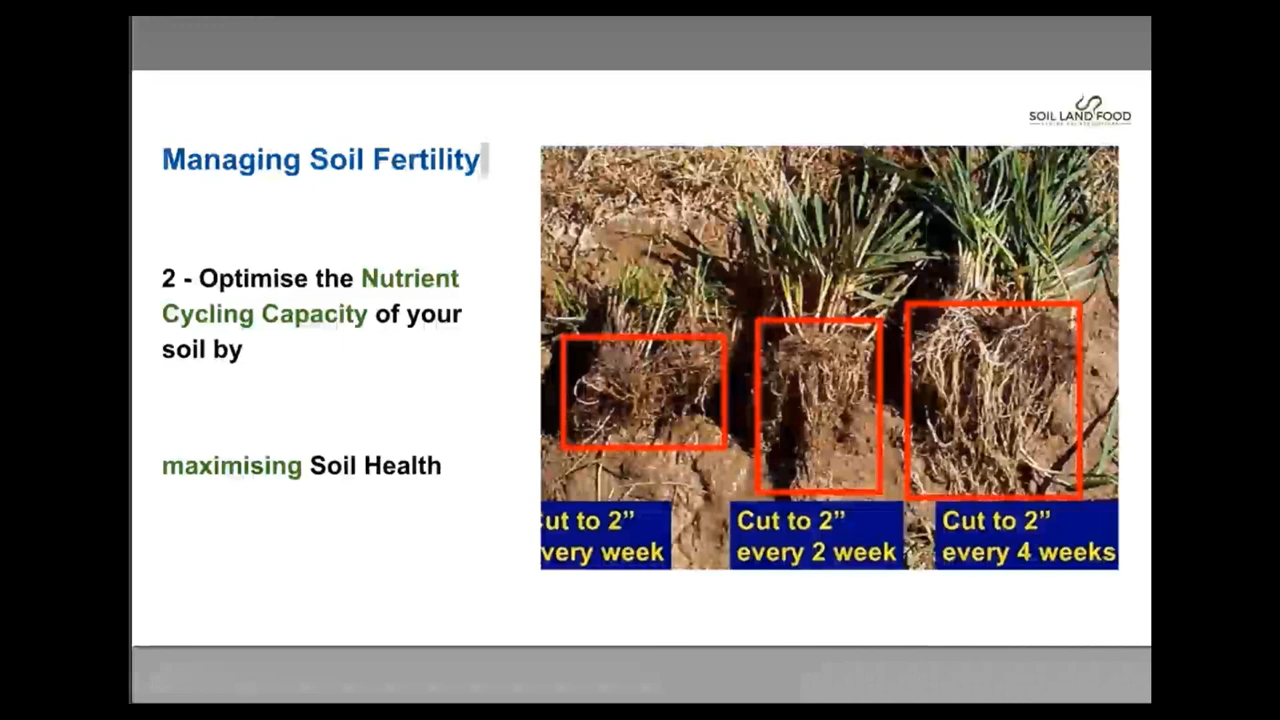 SOIL LAND FOOD
Managing Soil Fertility
2 - Optimise the Nutrient
Cycling Capacity of your
soil by
maximising Soil Health
ut to 2”
very week
Cut to 2”
every 2 week
Cut to 2”
every 4 weeks